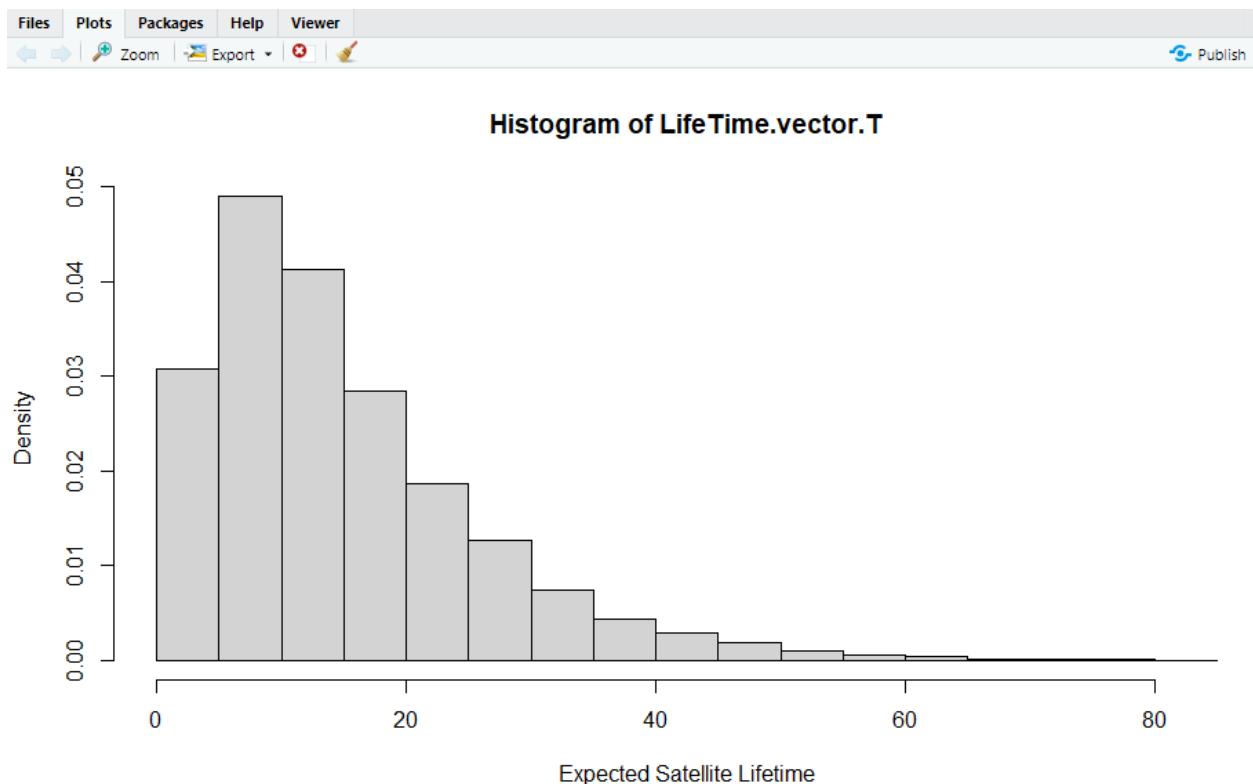 Files Plots Packages Help Viewer
Zoom Export Publish
Histogram of LifeTime.vector.T
Density
0.05
0.04
0.03
0.02
0.01
0.00
0 20 40 60 80
Expected Satellite Lifetime